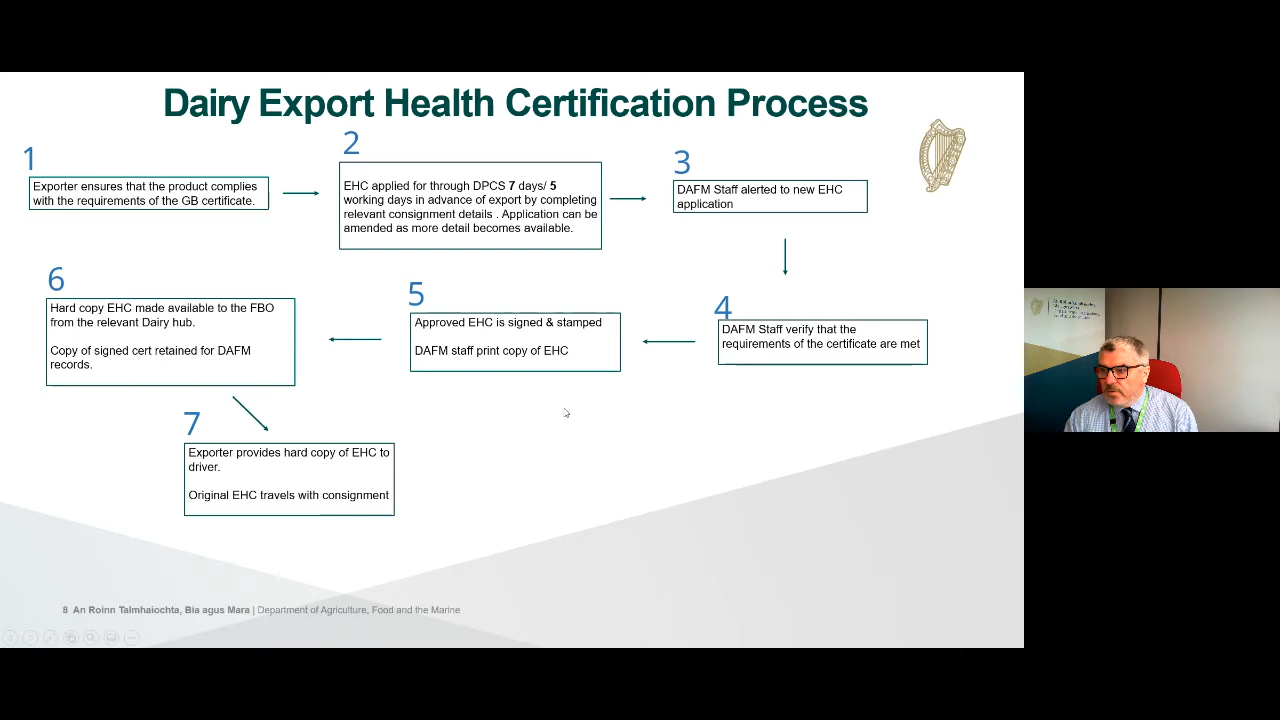 Dairy Export Health Certification Process
1
Exporter ensures that the product complies
with the requirements of the GB certificate.
2
EHC applied for through DPCS 7 days/ 5
working days in advance of export by completing
relevant consignment details . Application can be
amended as more detail becomes available.
3
DAFM Staff alerted to new EHC
application
4
DAFM Staff verify that the
requirements of the certificate are met
5
Approved EHC is signed & stamped
DAFM staff print copy of EHC
6
Hard copy EHC made available to the FBO
from the relevant Dairy hub.
Copy of signed cert retained for DAFM
records.
7
Exporter provides hard copy of EHC to
driver.
Original EHC travels with consignment
8 An Roinn Talmhaíochta, Bia agus Mara | Department of Agriculture, Food and the Marine